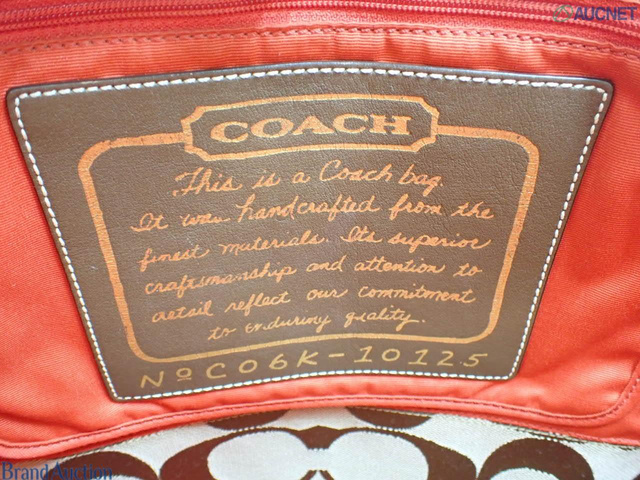 AUCNET
COACH
This is a Coach bag.
It was handcrafted from the
finest materials. Its superior
craftsmanship and attention to
detail reflect our commitment
to enduring quality.
NoC06K-10125
Brand Auction